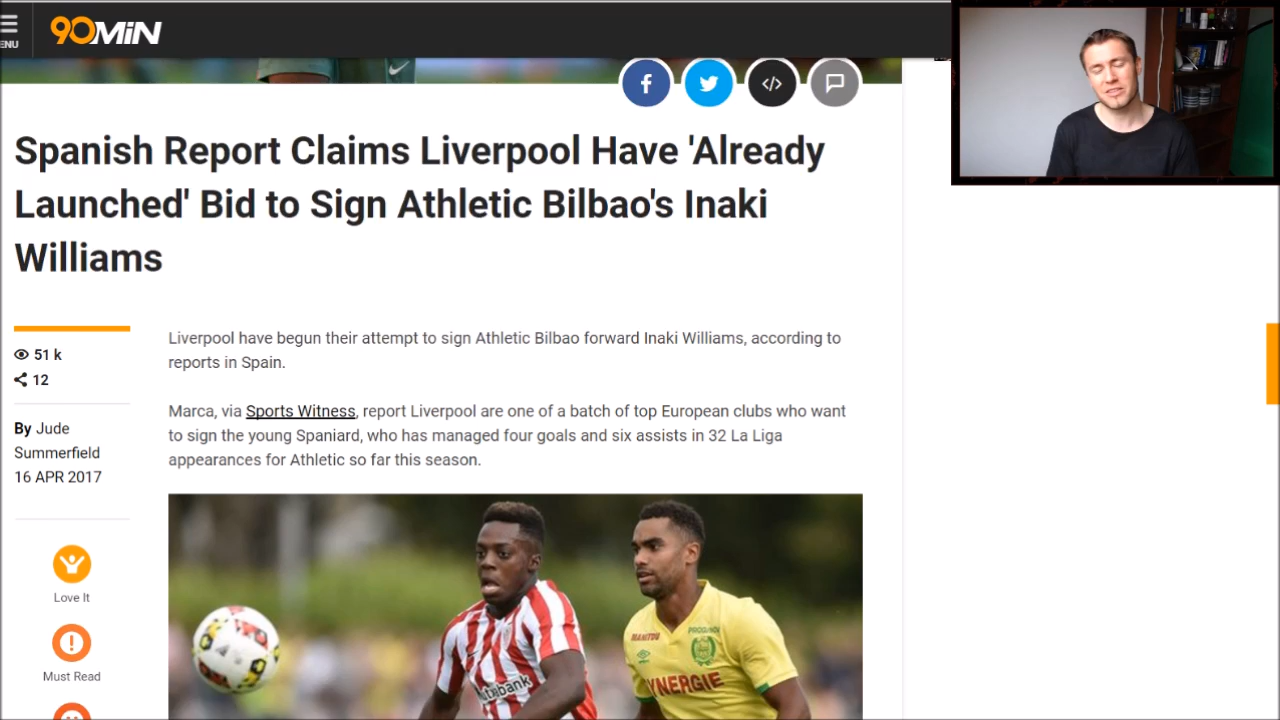 ENU
90MiN
Spanish Report Claims Liverpool Have 'Already
Launched' Bid to Sign Athletic Bilbao's Inaki
Williams
51 k
12
By Jude
Summerfield
16 APR 2017
Love It
Must Read
Liverpool have begun their attempt to sign Athletic Bilbao forward Inaki Williams, according to
reports in Spain.
Marca, via Sports Witness, report Liverpool are one of a batch of top European clubs who want
to sign the young Spaniard, who has managed four goals and six assists in 32 La Liga
appearances for Athletic so far this season.
kutxabank
MANITOU
SYNERGIE